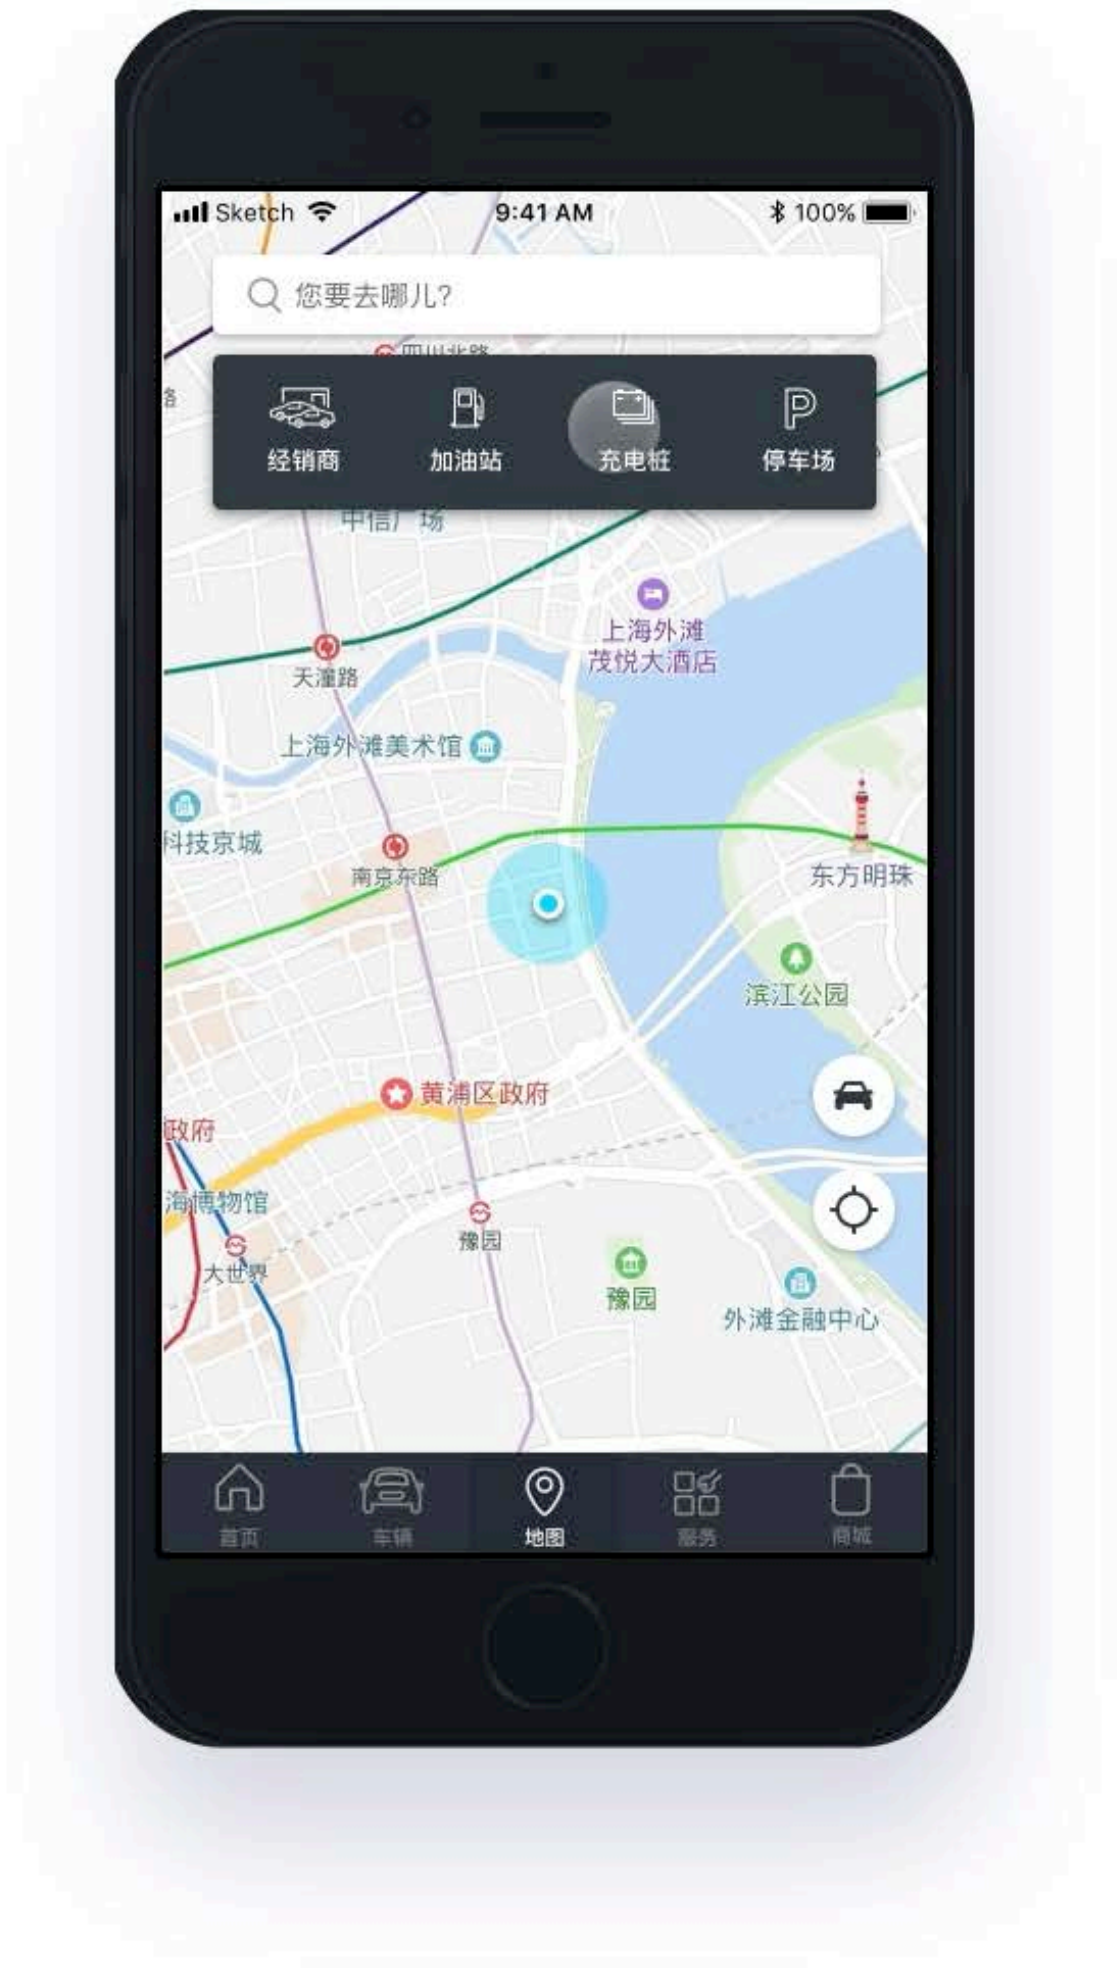 Sketch 9:41 AM 100%
您要去哪儿?
四川北路
路
经销商 加油站 充电桩 停车场
中信广场
上海外滩
茂悦大酒店
天潼路
上海外滩美术馆
科技京城
南京东路
东方明珠
滨江公园
黄浦区政府
政府
海博物馆
豫园
大世界
豫园
外滩金融中心
首页 车辆 地图 服务 商城